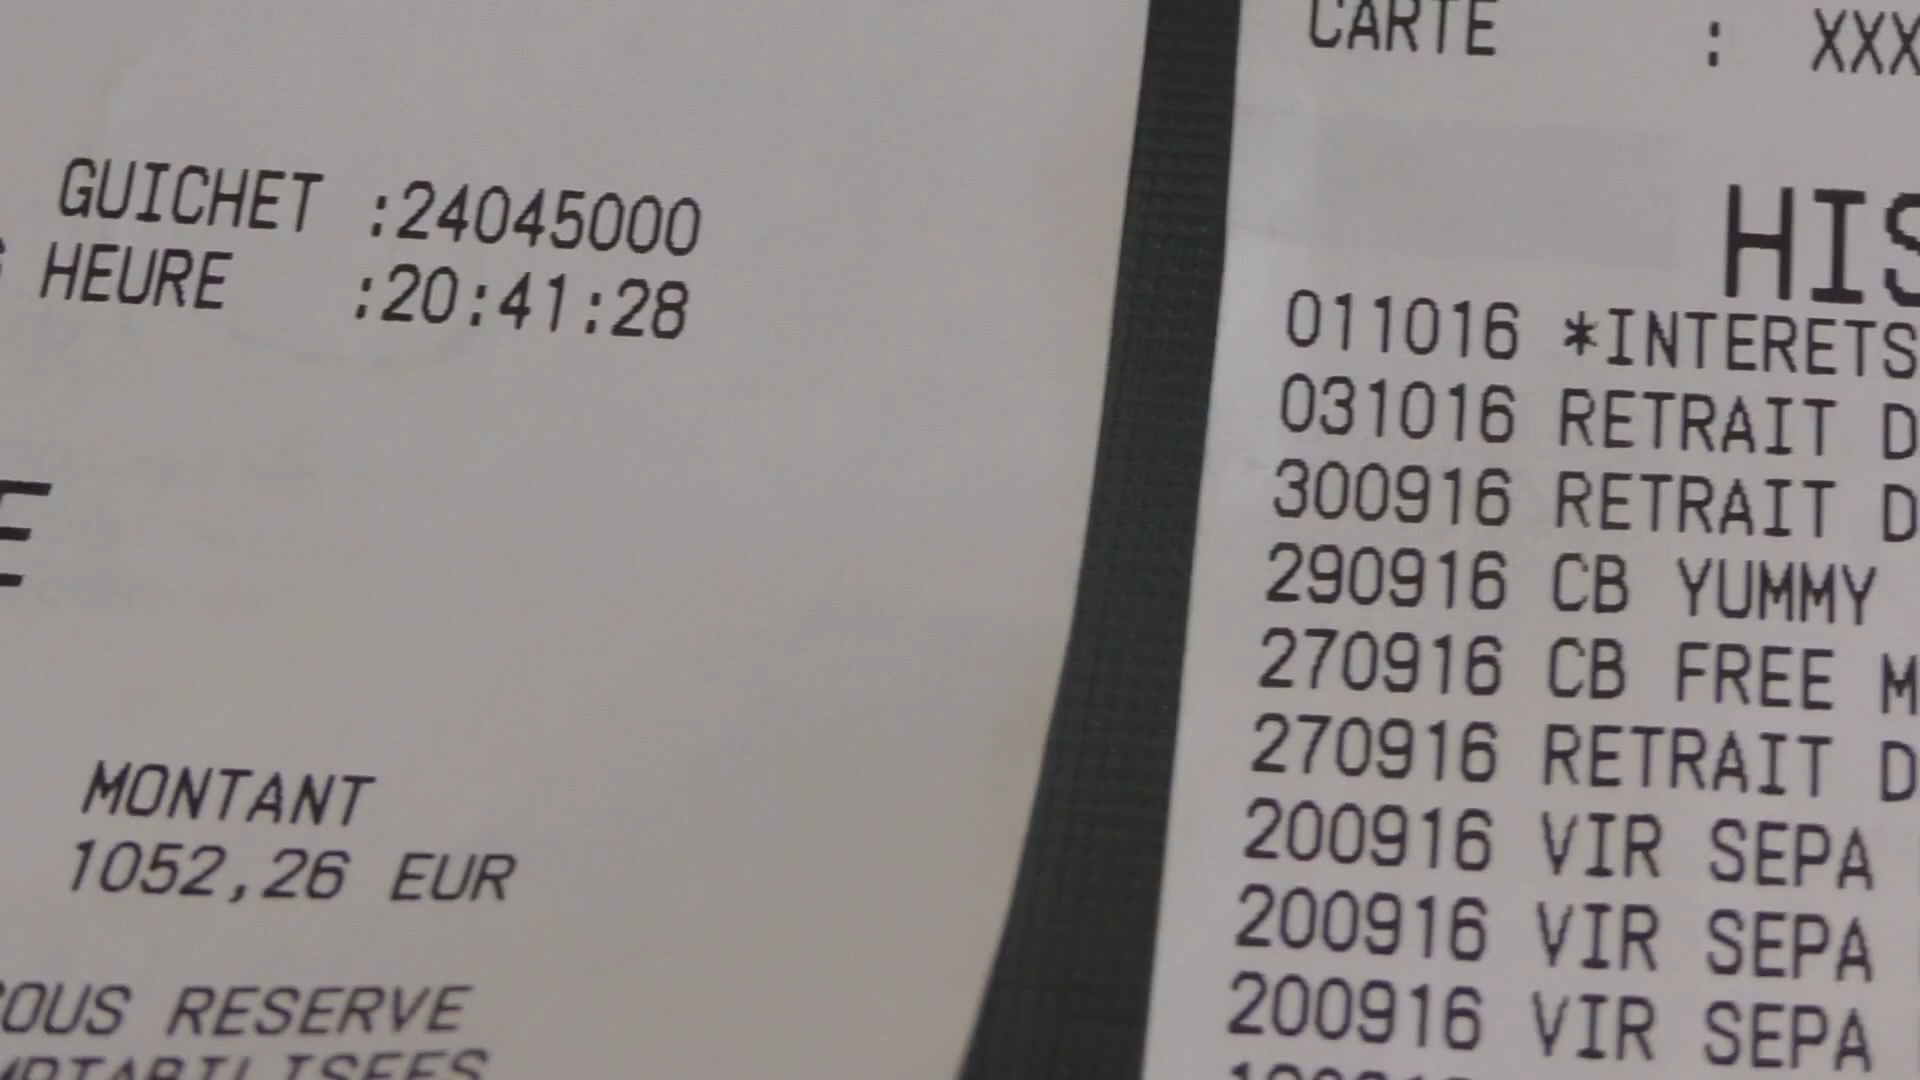 GUICHET :24045000
HEURE :20:41:28
MONTANT
1052,26 EUR
SOUS RESERVE
CARTE : XXX
HIS
011016 *INTERETS
031016 RETRAIT D
300916 RETRAIT D
290916 CB YUMMY
270916 CB FREE M
270916 RETRAIT D
200916 VIR SEPA
200916 VIR SEPA
200916 VIR SEPA